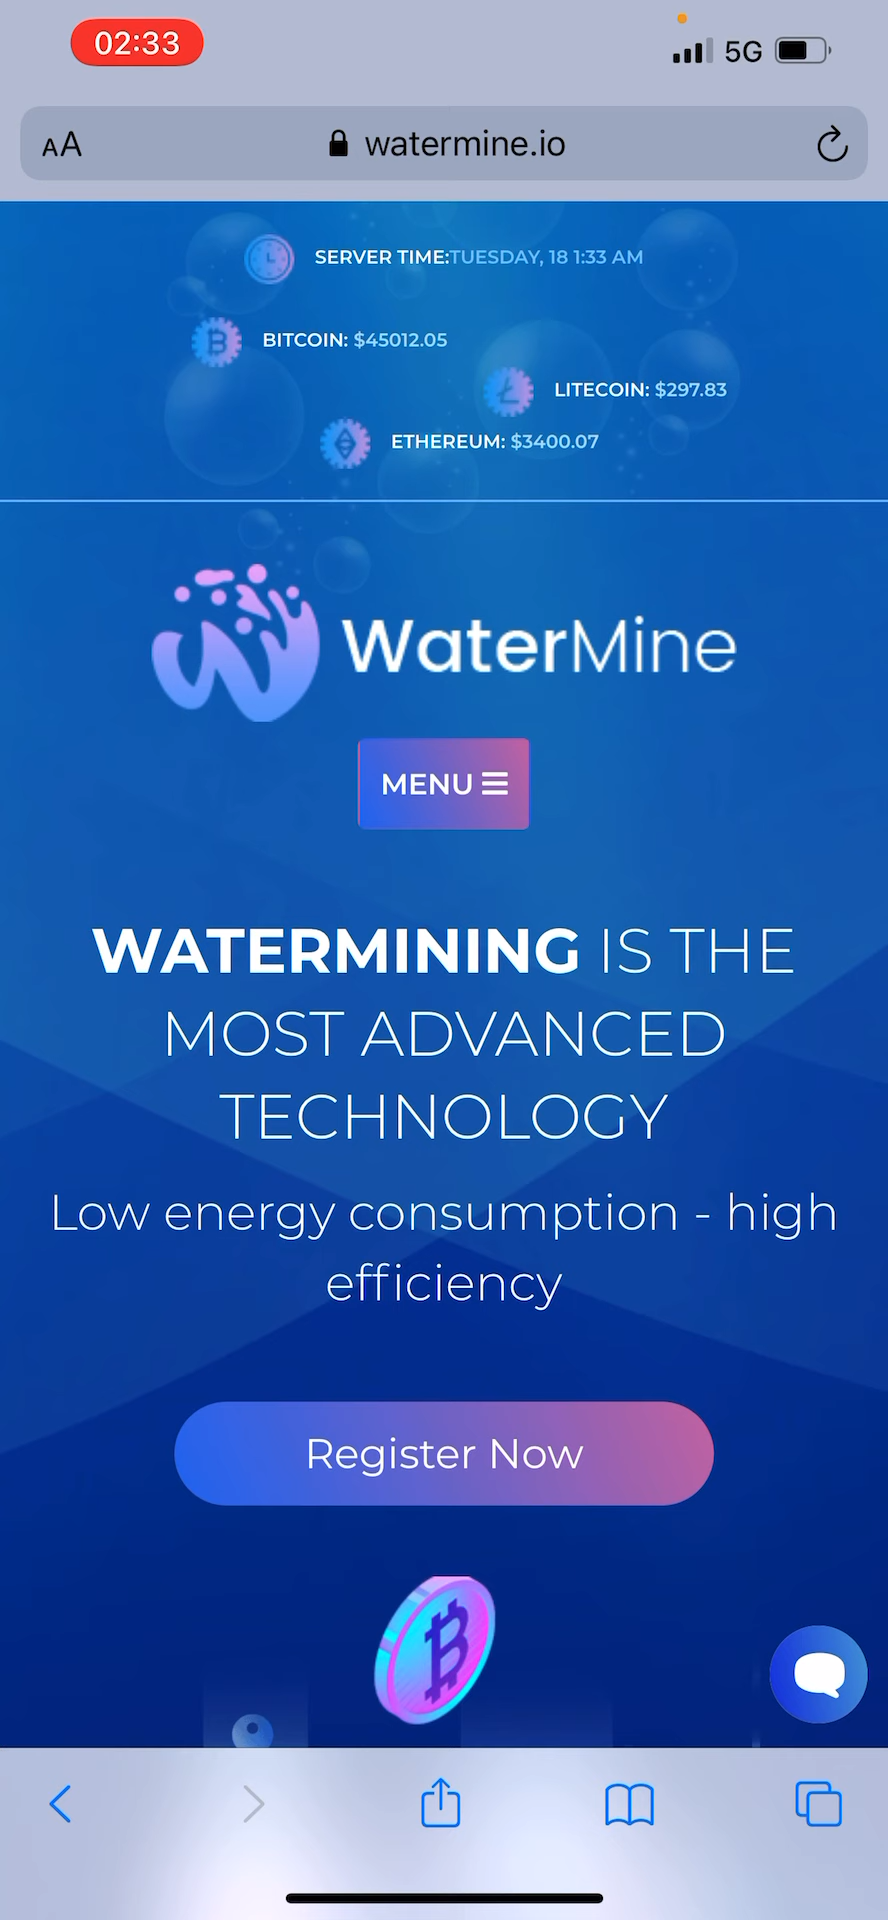 02:33
5G
AA
watermine.io
SERVER TIME:TUESDAY, 18 1:33 AM
BITCOIN: $45012.05
LITECOIN: $297.83
ETHEREUM: $3400.07
WaterMine
MENU
WATERMINING IS THE
MOST ADVANCED
TECHNOLOGY
Low energy consumption - high
efficiency
Register Now